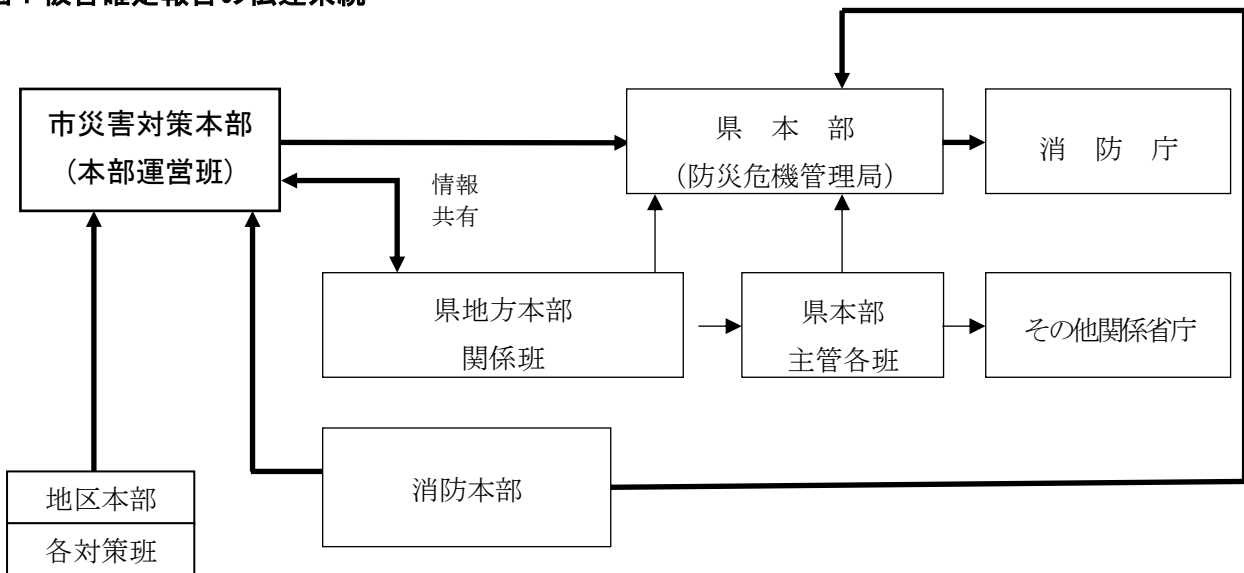 市災害対策本部
（本部運営班）
県　本　部
（防災危機管理局）
消　防　庁
情報
共有
県地方本部
関係班
県本部
主管各班
その他関係省庁
消防本部
地区本部
各対策班